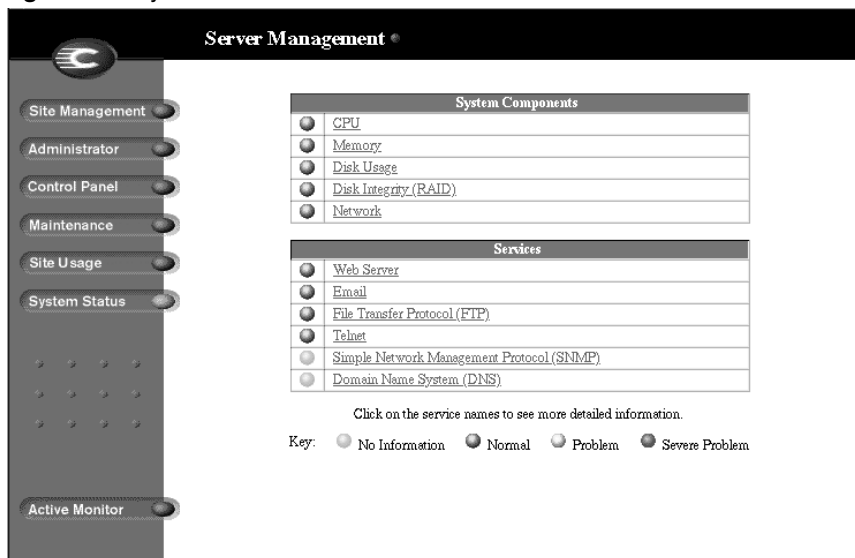 Server Management
Site Management
Administrator
Control Panel
Maintenance
Site Usage
System Status
Active Monitor
System Components
CPU
Memory
Disk Usage
Disk Integrity (RAID)
Network
Services
Web Server
Email
File Transfer Protocol (FTP)
Telnet
Simple Network Management Protocol (SNMP)
Domain Name System (DNS)
Click on the service names to see more detailed information.
Key: No Information Normal Problem Severe Problem